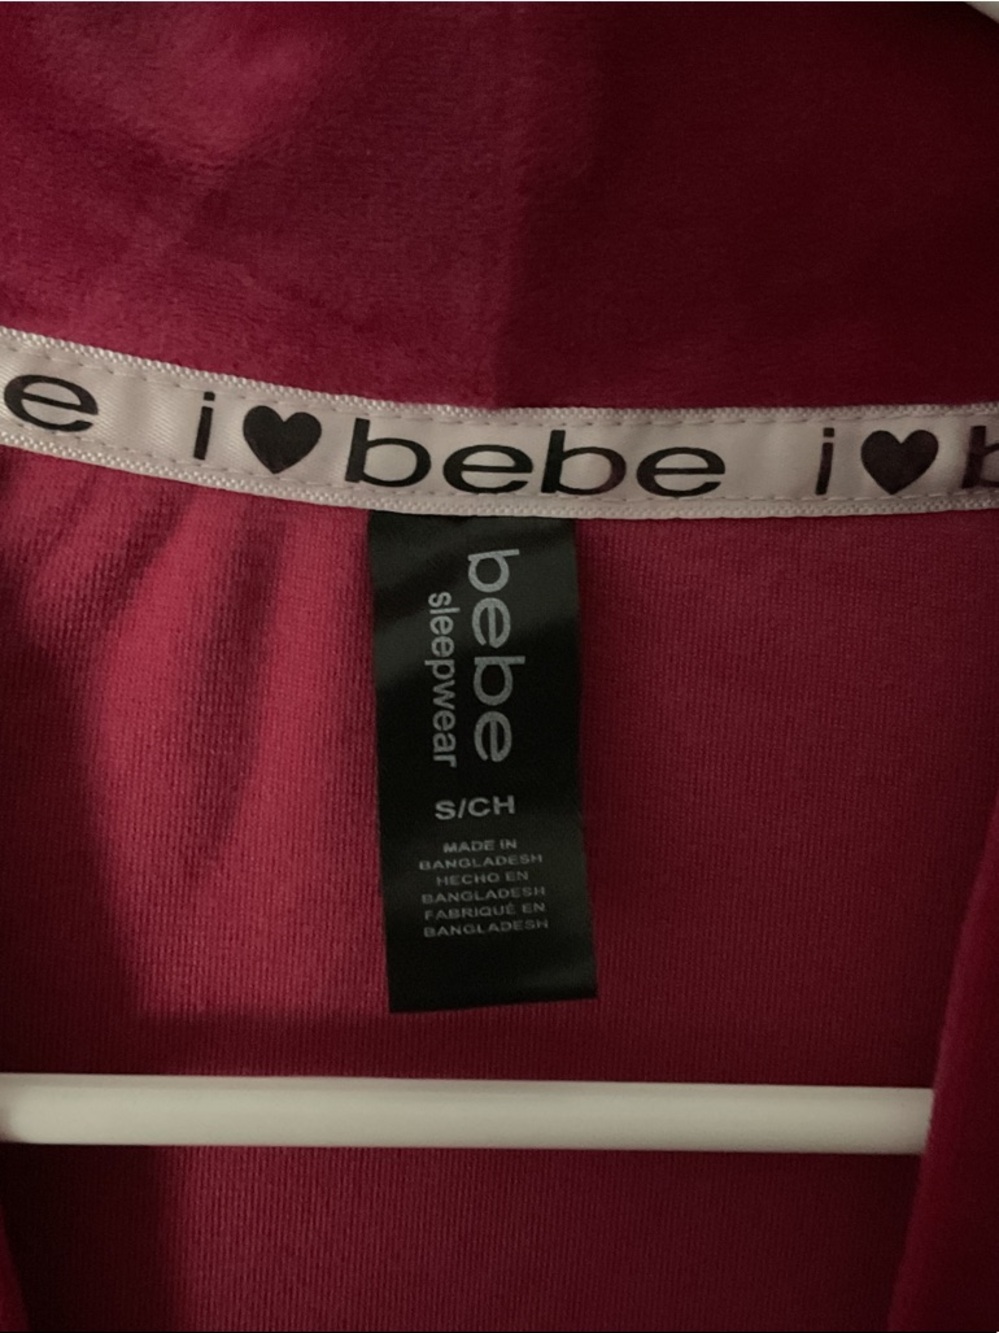 e i♥bebe i♥b
bebe
sleepwear
S/CH
MADE IN
BANGLADESH
HECHO EN
BANGLADESH
FABRIQUÉ EN
BANGLADESH